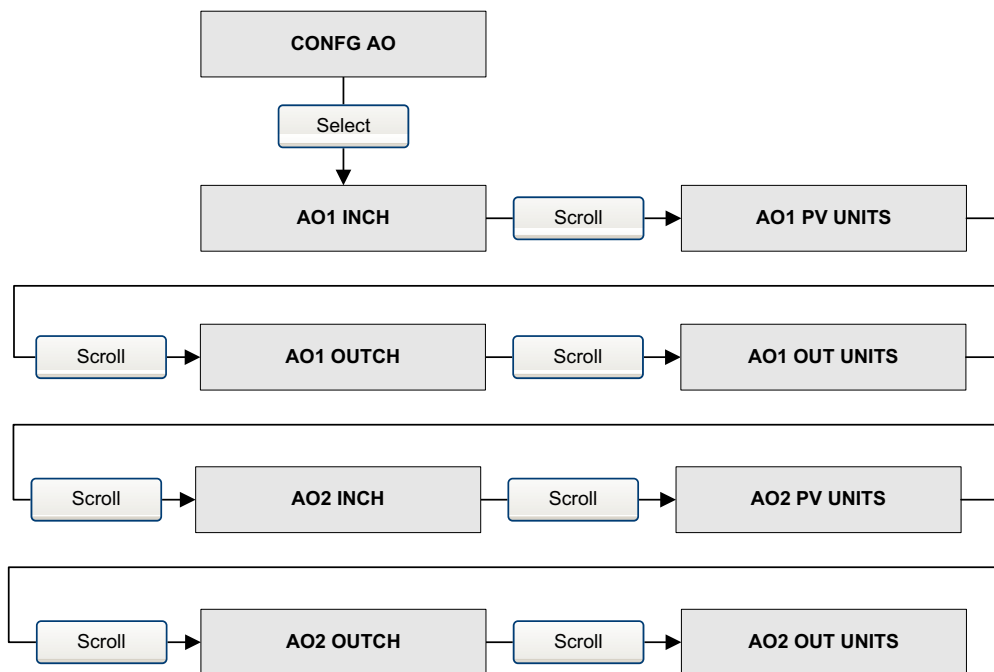 CONFG AO
Select
AO1 INCH
Scroll
AO1 PV UNITS
Scroll
AO1 OUTCH
Scroll
AO1 OUT UNITS
Scroll
AO2 INCH
Scroll
AO2 PV UNITS
Scroll
AO2 OUTCH
Scroll
AO2 OUT UNITS